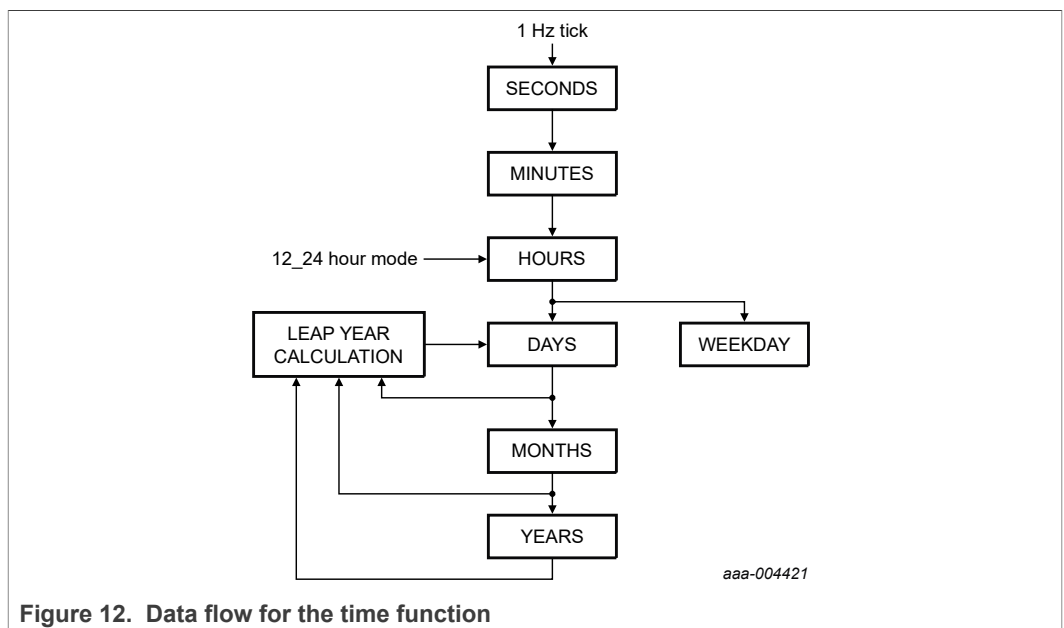 1 Hz tick
SECONDS
MINUTES
12_24 hour mode
HOURS
LEAP YEAR
CALCULATION
DAYS
WEEKDAY
MONTHS
YEARS
aaa-004421
Figure 12. Data flow for the time function